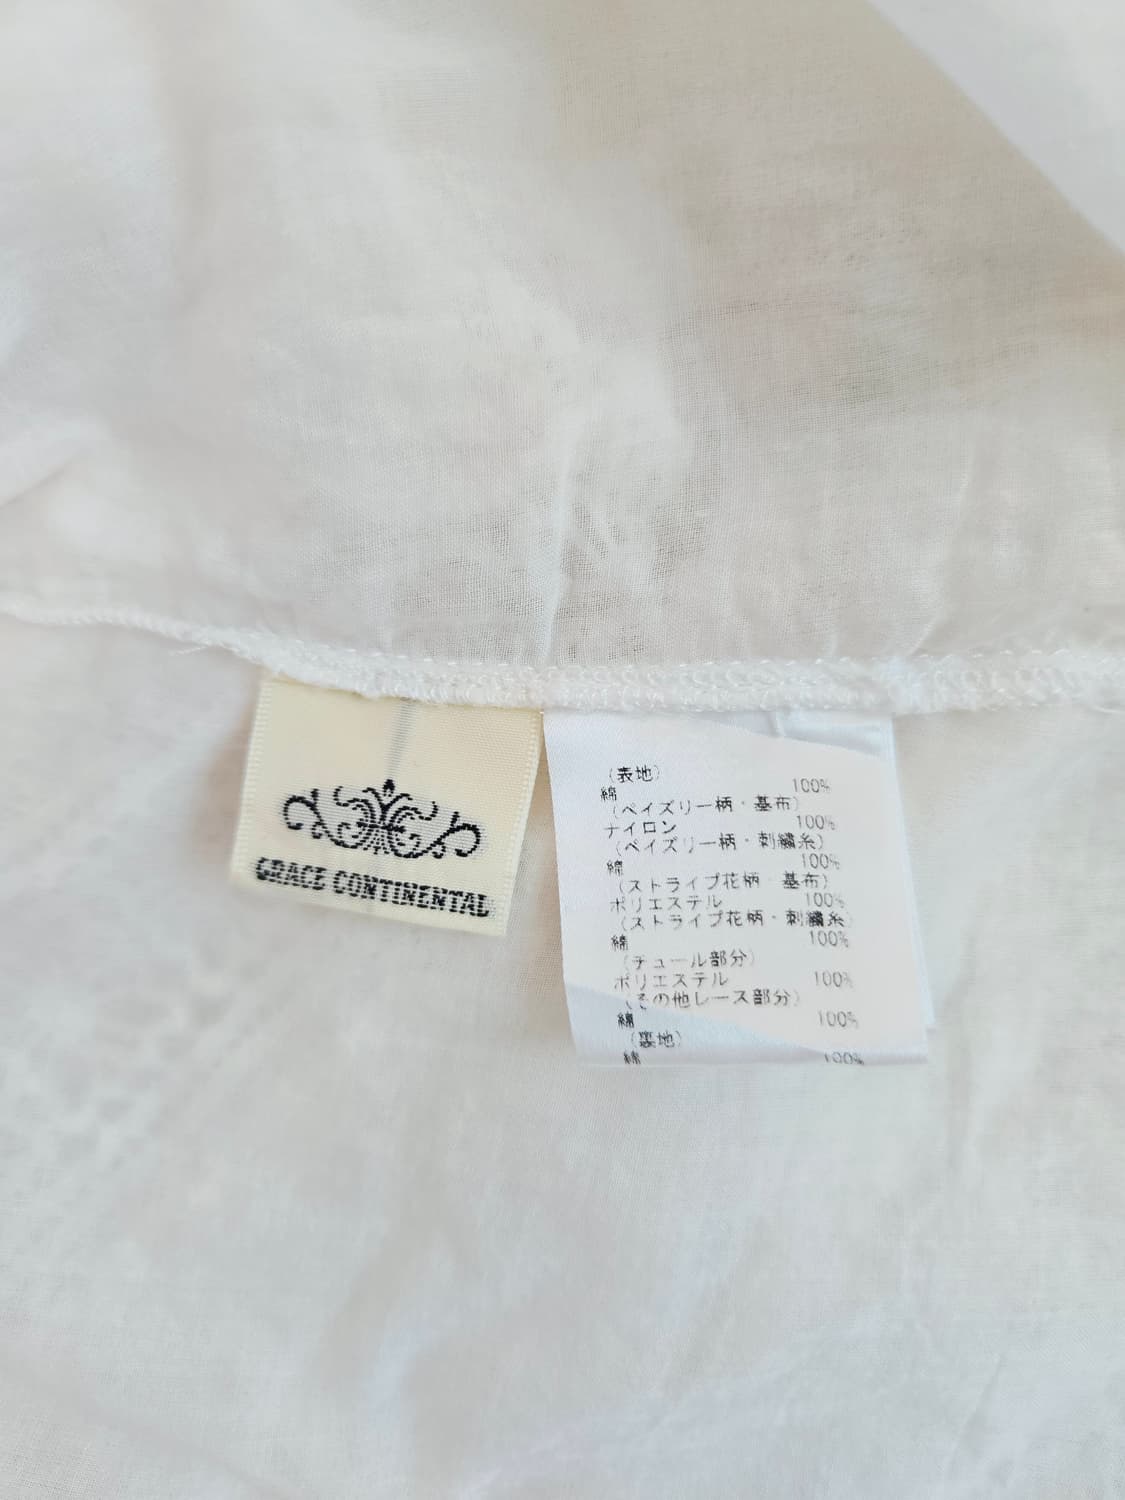 GRACE CONTINENTAL
(表地)
綿 100%
(ペイズリー柄・基布)
ナイロン 100%
(ペイズリー柄・刺繍糸)
綿 100%
(ストライプ花柄・基布)
ポリエステル 100%
(ストライプ花柄・刺繍糸)
綿 100%
(チュール部分)
ポリエステル 100%
(その他レース部分)
綿 100%
(裏地)
綿 100%